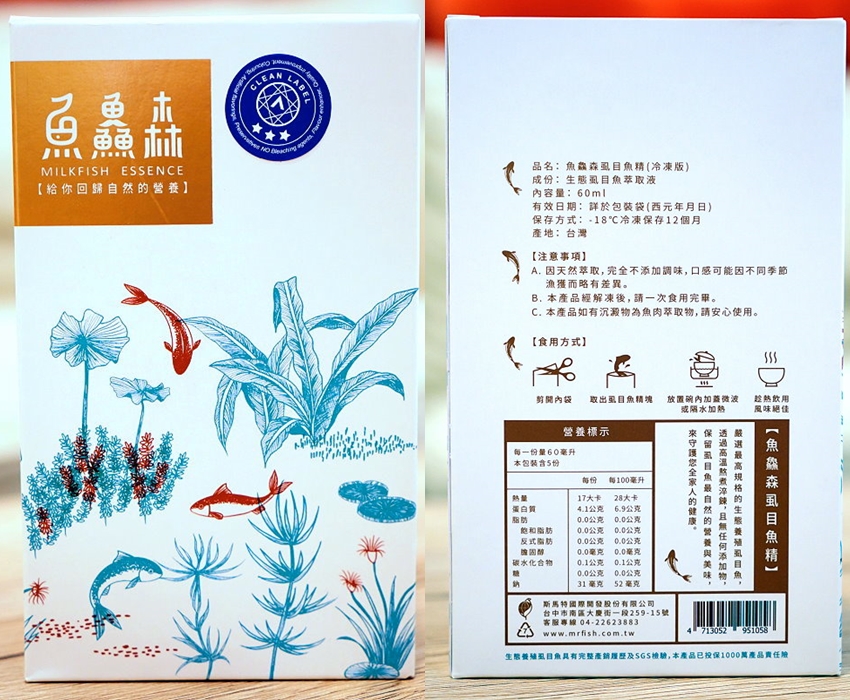 魚鱻森
MILKFISH ESSENCE
【給你回歸自然的營養】
CLEAN LABEL
Quality improvement, Colouring, Artificial flavorings, Preservatives NO Bleaching agents, Flavour enhancer,
品名：魚鱻森虱目魚精(冷凍版)
成份：生態虱目魚萃取液
內容量：60ml
有效日期：詳於包裝袋(西元年月日)
保存方式：-18℃冷凍保存12個月
產地：台灣
【注意事項】
A. 因天然萃取，完全不添加調味，口感可能因不同季節
漁獲而略有差異。
B. 本產品經解凍後，請一次食用完畢。
C. 本產品如有沉澱物為魚肉萃取物，請安心使用。
【食用方式】
剪開內袋
取出虱目魚精塊
放置碗內加蓋微波
或隔水加熱
趁熱飲用
風味絕佳
營養標示
每一份量60毫升
本包裝含5份
每份 每100毫升
熱量 17大卡 28大卡
蛋白質 4.1公克 6.9公克
脂肪 0.0公克 0.0公克
飽和脂肪 0.0公克 0.0公克
反式脂肪 0.0公克 0.0公克
膽固醇 0.0毫克 0.0毫克
碳水化合物 0.1公克 0.1公克
糖 0.0公克 0.0公克
鈉 31毫克 52毫克
【魚鱻森虱目魚精】
嚴選最高規格的生態養殖虱目魚，
透過高溫熬煮淬鍊，且無任何添加物，
保留虱目魚最自然的營養與美味，
來守護您全家人的健康。
斯馬特國際開發股份有限公司
台中市南區大慶街一段259-15號
客服專線 04-22623883
www.mrfish.com.tw
4 713052 951058
生態養殖虱目魚具有完整產銷履歷及SGS檢驗，本產品已投保1000萬產品責任險